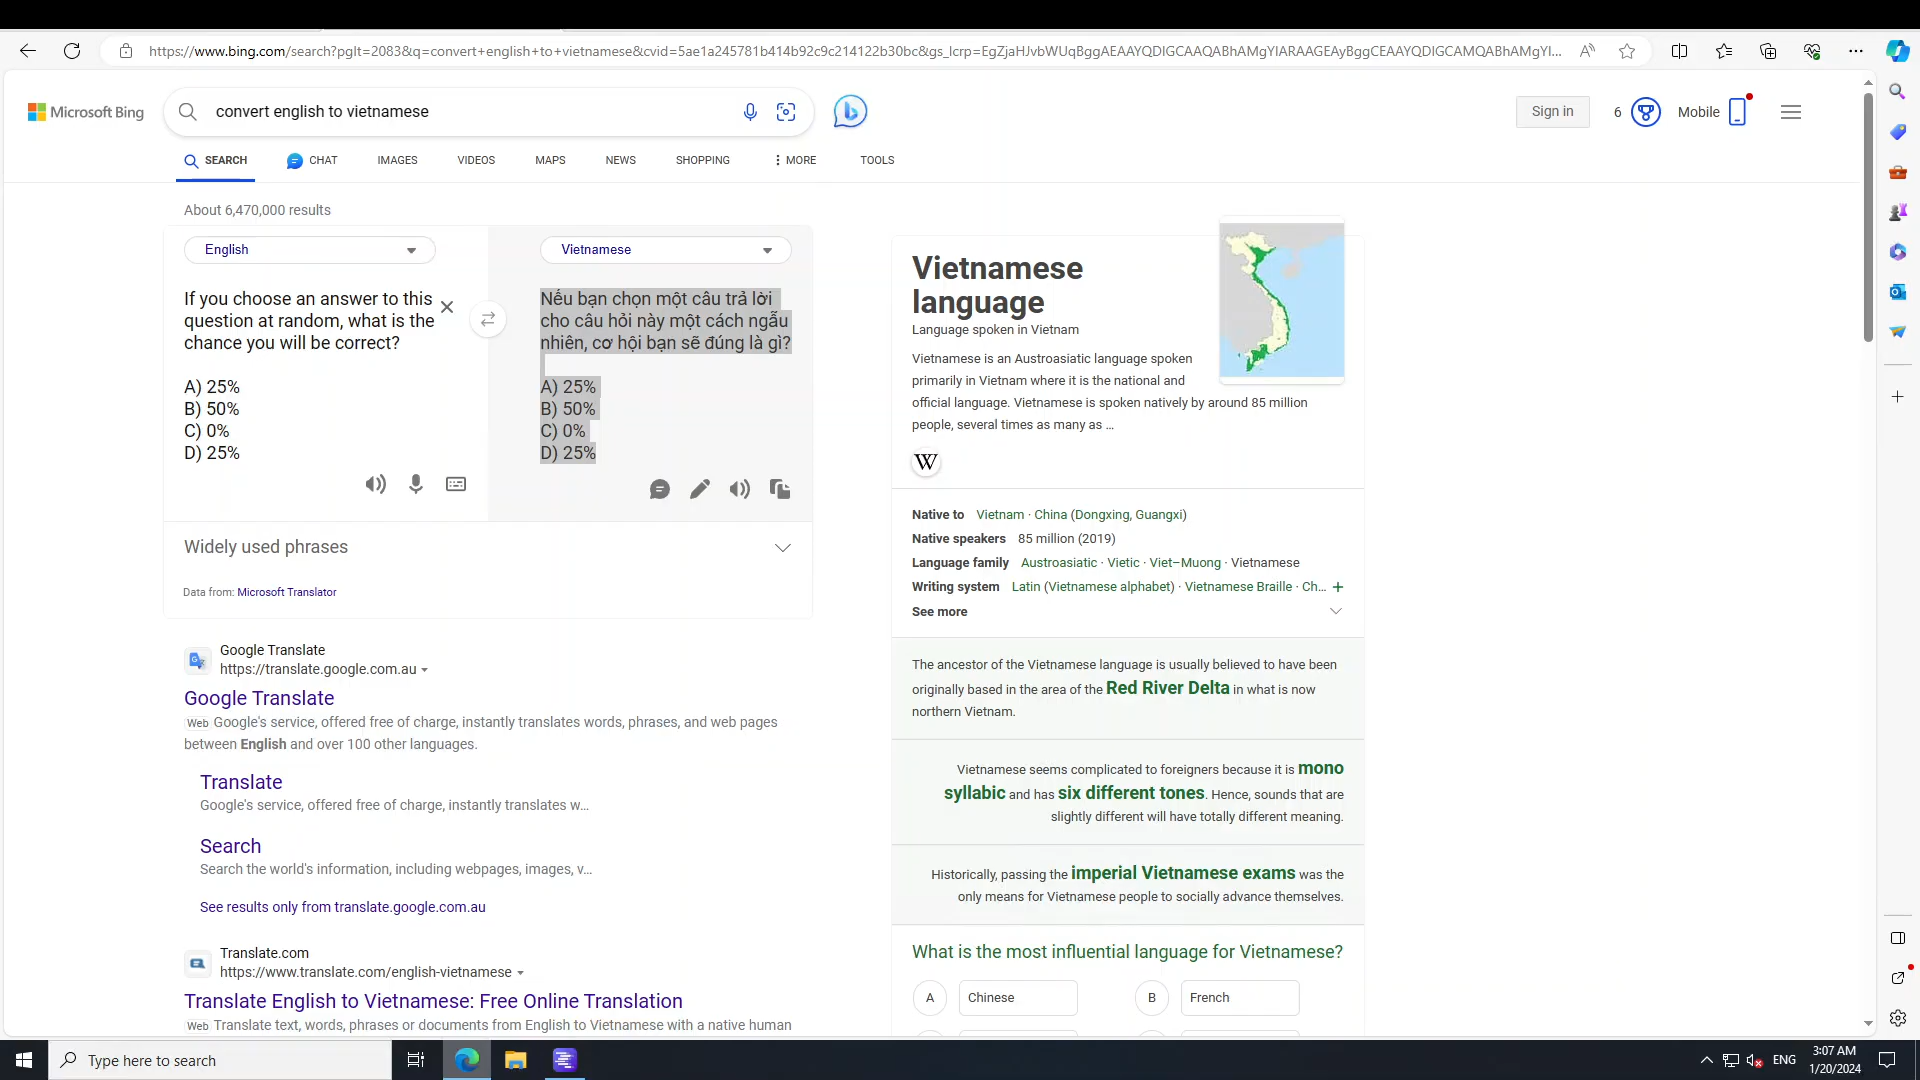 https://www.bing.com/search?pglt=2083&q=convert+english+to+vietnamese&cvid=5ae1a245781b414b92c9c214122b30bc&gs_lcrp=EgZjaHJvbWUqBggAEAAYQDIGCAAQABhAMgYIARAAGEAyBggCEAAYQDIGCAMQABhAMgYI...
Microsoft Bing
convert english to vietnamese
Sign in
6
Mobile
SEARCH
CHAT
IMAGES
VIDEOS
MAPS
NEWS
SHOPPING
MORE
TOOLS
About 6,470,000 results
English
Vietnamese
If you choose an answer to this
question at random, what is the
chance you will be correct?
A) 25%
B) 50%
C) 0%
D) 25%
Nếu bạn chọn một câu trả lời
cho câu hỏi này một cách ngẫu
nhiên, cơ hội bạn sẽ đúng là gì?
A) 25%
B) 50%
C) 0%
D) 25%
Widely used phrases
Data from: Microsoft Translator
Google Translate
https://translate.google.com.au
Google Translate
Web Google's service, offered free of charge, instantly translates words, phrases, and web pages
between English and over 100 other languages.
Translate
Google's service, offered free of charge, instantly translates w...
Search
Search the world's information, including webpages, images, v...
See results only from translate.google.com.au
Translate.com
https://www.translate.com/english-vietnamese
Translate English to Vietnamese: Free Online Translation
Web Translate text, words, phrases or documents from English to Vietnamese with a native human
Vietnamese
language
Language spoken in Vietnam
Vietnamese is an Austroasiatic language spoken
primarily in Vietnam where it is the national and
official language. Vietnamese is spoken natively by around 85 million
people, several times as many as ...
W
Native to Vietnam · China (Dongxing, Guangxi)
Native speakers 85 million (2019)
Language family Austroasiatic · Vietic · Viet–Muong · Vietnamese
Writing system Latin (Vietnamese alphabet) · Vietnamese Braille · Ch...
See more
The ancestor of the Vietnamese language is usually believed to have been
originally based in the area of the Red River Delta in what is now
northern Vietnam.
Vietnamese seems complicated to foreigners because it is mono
syllabic and has six different tones. Hence, sounds that are
slightly different will have totally different meaning.
Historically, passing the imperial Vietnamese exams was the
only means for Vietnamese people to socially advance themselves.
What is the most influential language for Vietnamese?
A Chinese
B French
Type here to search
ENG
3:07 AM
1/20/2024